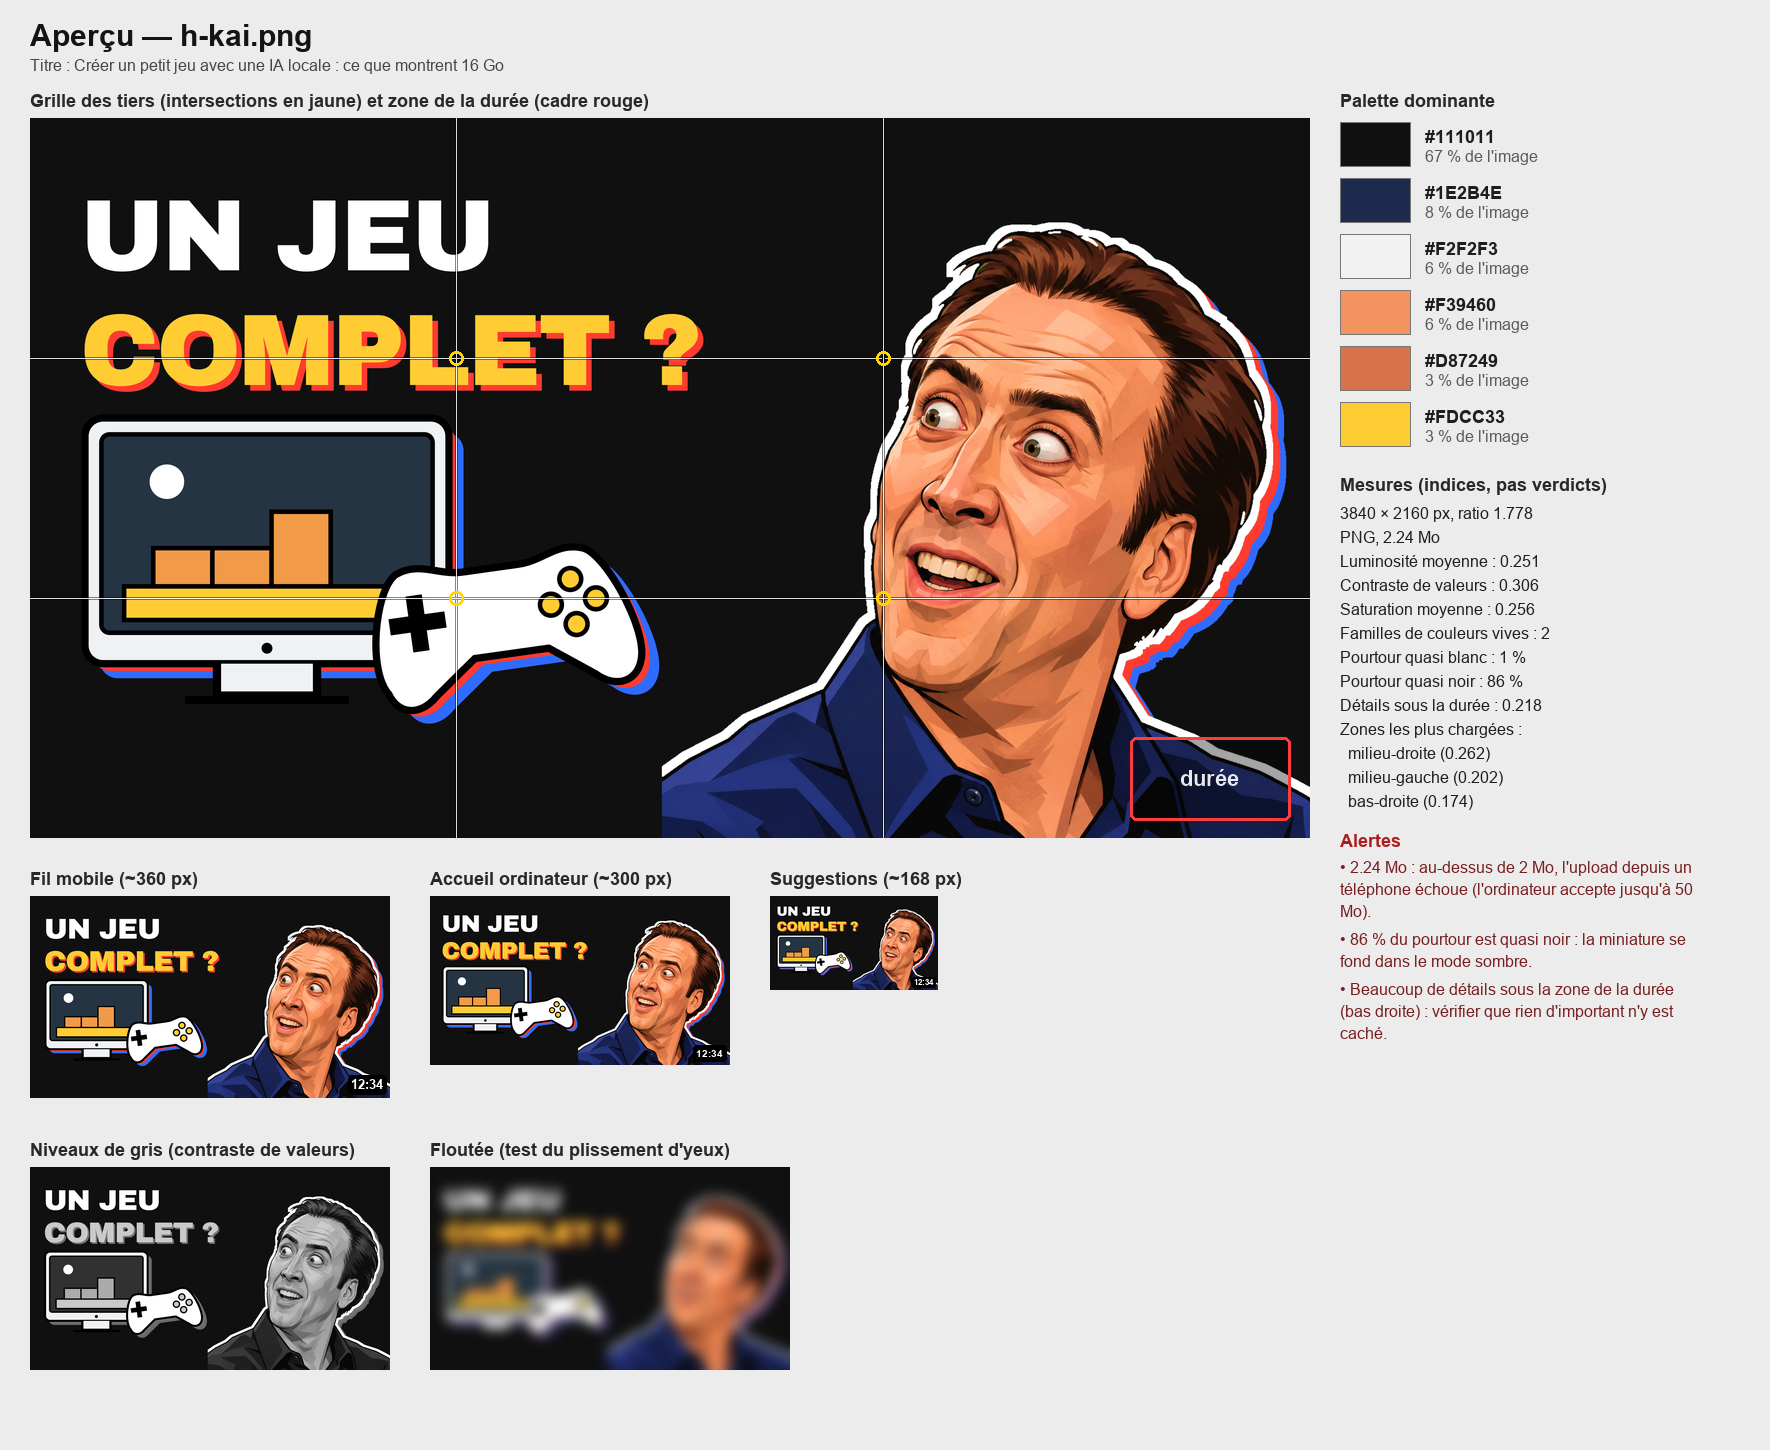 Aperçu — h-kai.png
Titre : Créer un petit jeu avec une IA locale : ce que montrent 16 Go
Grille des tiers (intersections en jaune) et zone de la durée (cadre rouge)
UN JEU
COMPLET ?
durée
Palette dominante
#111011
67 % de l'image
#1E2B4E
8 % de l'image
#F2F2F3
6 % de l'image
#F39460
6 % de l'image
#D87249
3 % de l'image
#FDCC33
3 % de l'image
Mesures (indices, pas verdicts)
3840 × 2160 px, ratio 1.778
PNG, 2.24 Mo
Luminosité moyenne : 0.251
Contraste de valeurs : 0.306
Saturation moyenne : 0.256
Familles de couleurs vives : 2
Pourtour quasi blanc : 1 %
Pourtour quasi noir : 86 %
Détails sous la durée : 0.218
Zones les plus chargées :
milieu-droite (0.262)
milieu-gauche (0.202)
bas-droite (0.174)
Alertes
• 2.24 Mo : au-dessus de 2 Mo, l'upload depuis un
téléphone échoue (l'ordinateur accepte jusqu'à 50
Mo).
• 86 % du pourtour est quasi noir : la miniature se
fond dans le mode sombre.
• Beaucoup de détails sous la zone de la durée
(bas droite) : vérifier que rien d'important n'y est
caché.
Fil mobile (~360 px)
UN JEU
COMPLET ?
12:34
Accueil ordinateur (~300 px)
UN JEU
COMPLET ?
12:34
Suggestions (~168 px)
UN JEU
COMPLET ?
12:34
Niveaux de gris (contraste de valeurs)
UN JEU
COMPLET ?
Floutée (test du plissement d'yeux)
UN JEU
COMPLET ?